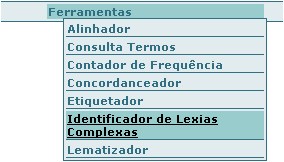 Ferramentas
Alinhador
Consulta Termos
Contador de Frequência
Concordanceador
Etiquetador
Identificador de Lexias
Complexas
Lematizador